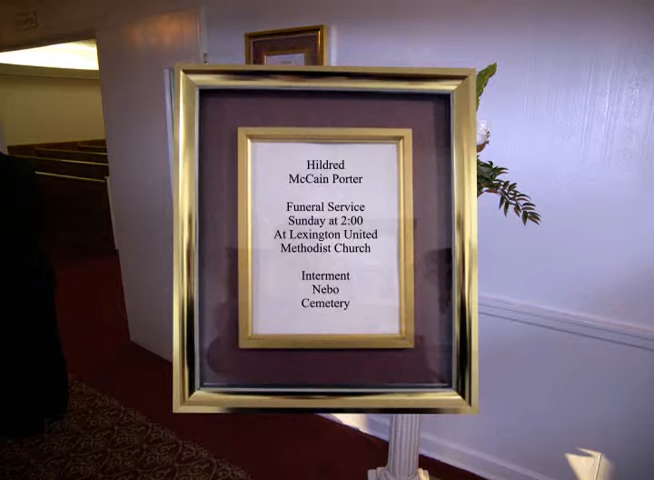 Hildred
McCain Porter
Funeral Service
Sunday at 2:00
At Lexington United
Methodist Church
Interment
Nebo
Cemetery